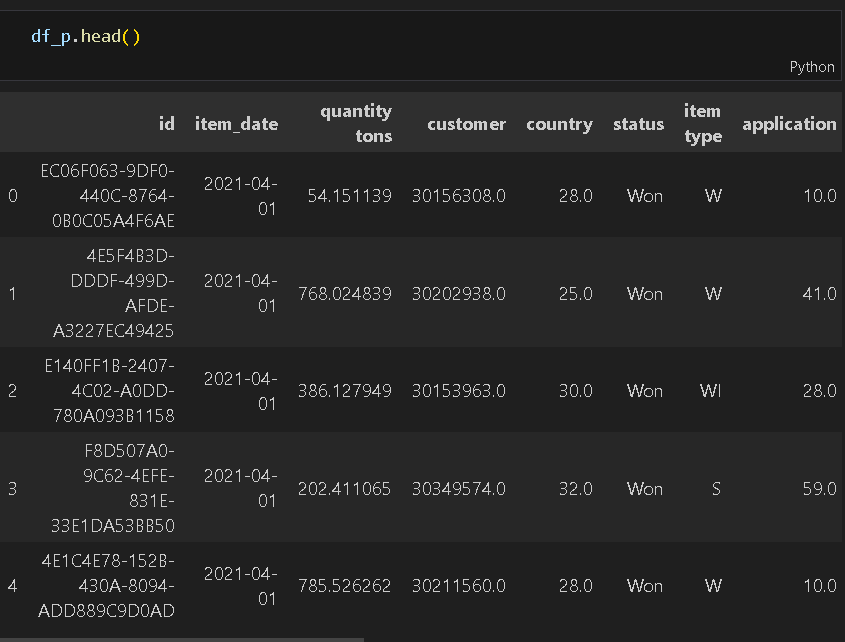 df_p.head()
Python
id item_date quantity tons customer country status item type application
0 EC06F063-9DF0-440C-8764-0B0C05A4F6AE 2021-04-01 54.151139 30156308.0 28.0 Won W 10.0
1 4E5F4B3D-DDDF-499D-AFDE-A3227EC49425 2021-04-01 768.024839 30202938.0 25.0 Won W 41.0
2 E140FF1B-2407-4C02-A0DD-780A093B1158 2021-04-01 386.127949 30153963.0 30.0 Won WI 28.0
3 F8D507A0-9C62-4EFE-831E-33E1DA53BB50 2021-04-01 202.411065 30349574.0 32.0 Won S 59.0
4 4E1C4E78-152B-430A-8094-ADD889C9D0AD 2021-04-01 785.526262 30211560.0 28.0 Won W 10.0